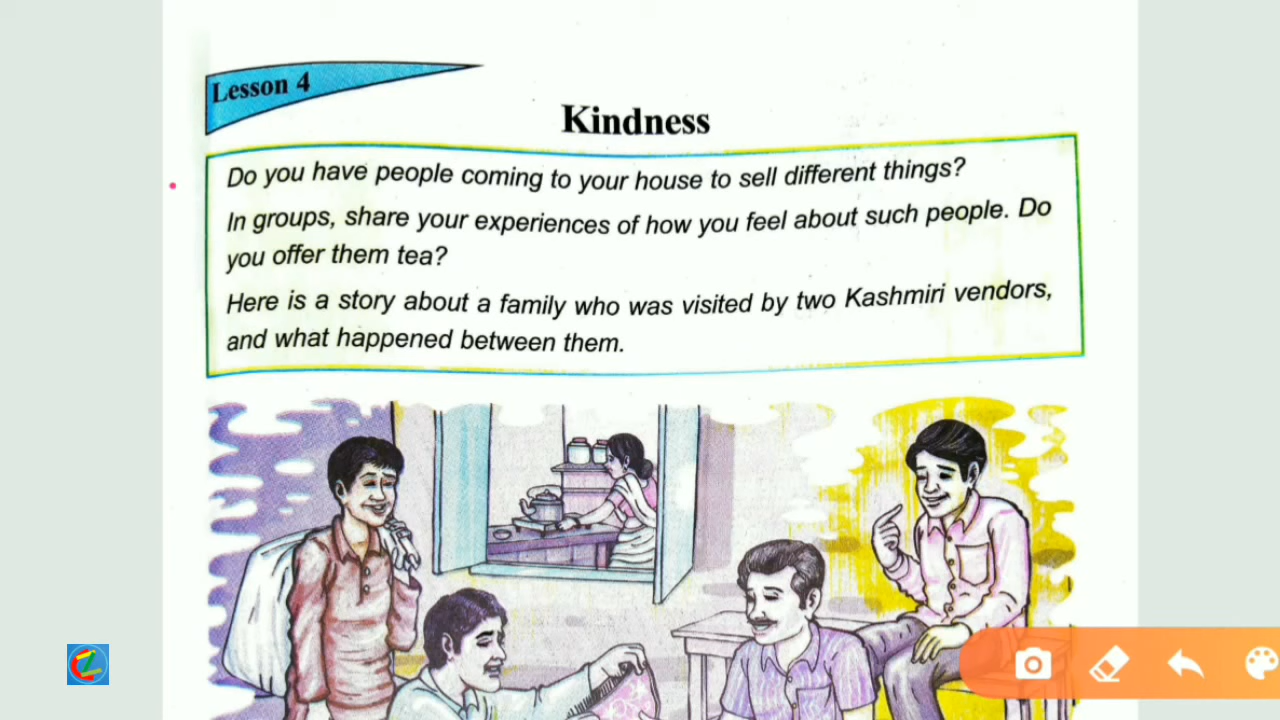 Lesson 4
Kindness
Do you have people coming to your house to sell different things?
In groups, share your experiences of how you feel about such people. Do
you offer them tea?
Here is a story about a family who was visited by two Kashmiri vendors,
and what happened between them.